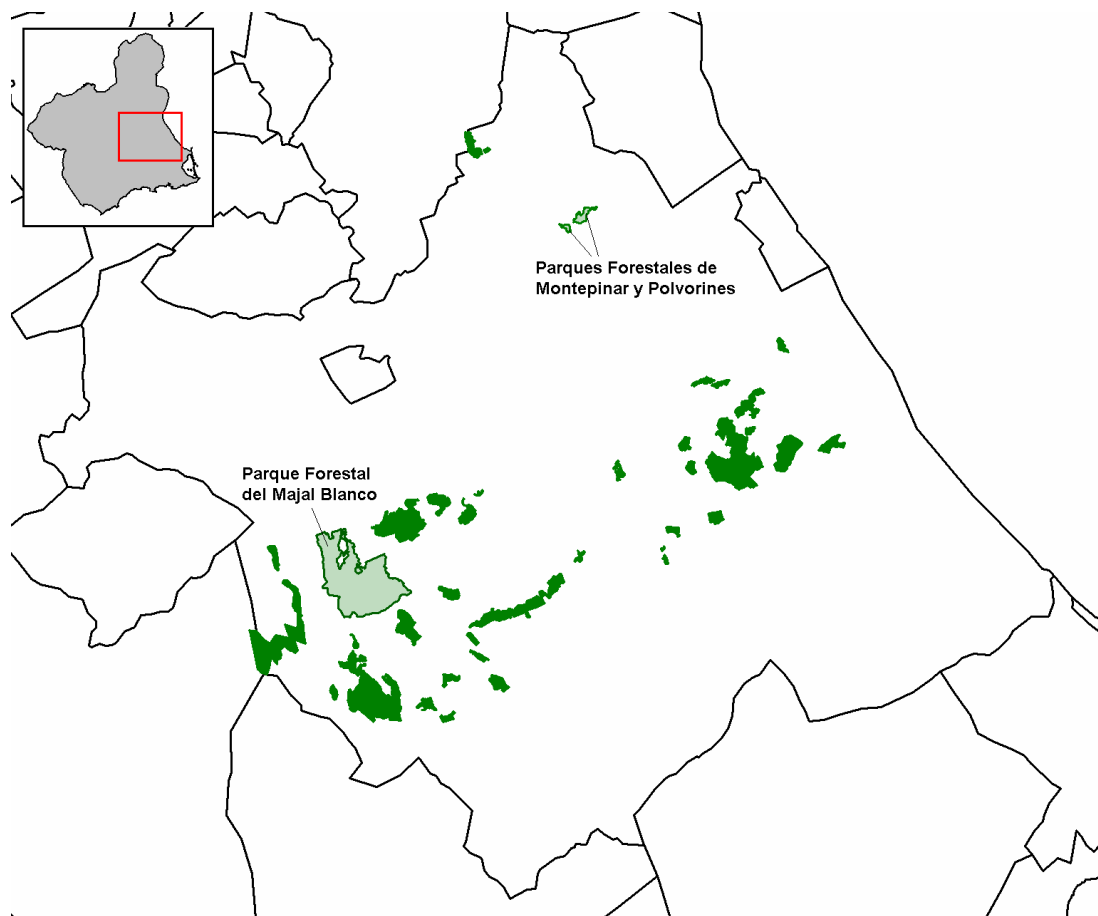 Parques Forestales de
Montepinar y Polvorines
Parque Forestal
del Majal Blanco